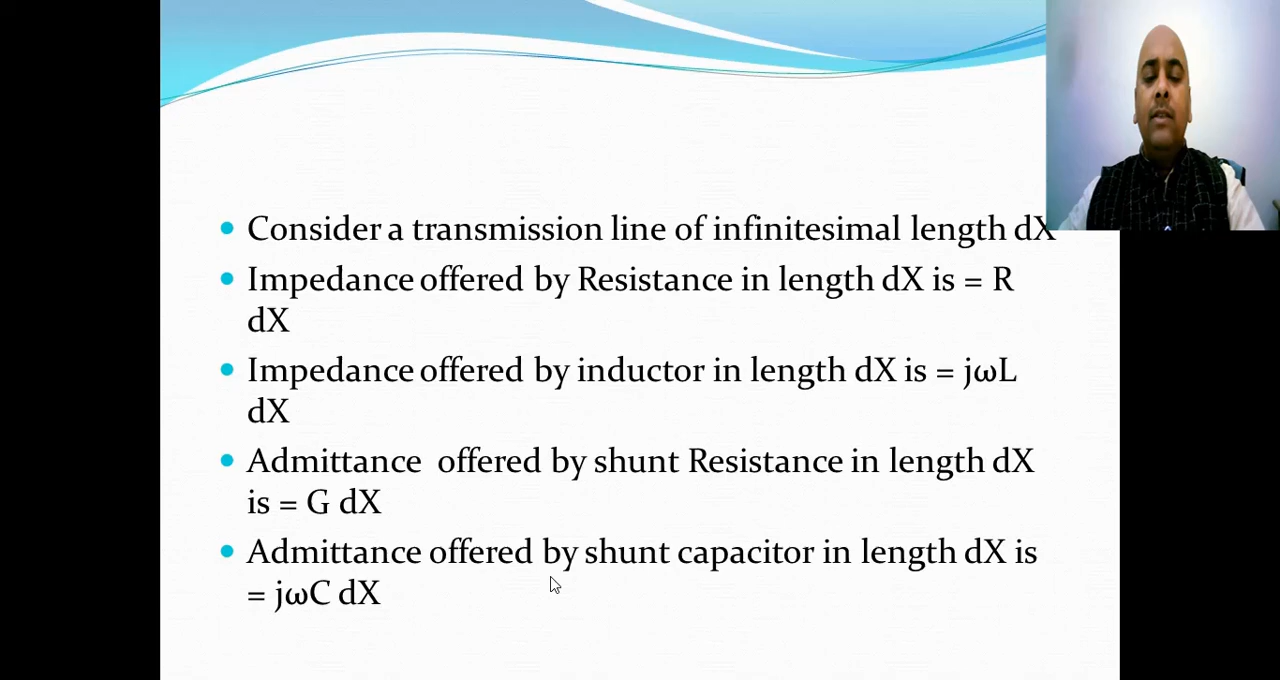 Consider a transmission line of infinitesimal length dX
Impedance offered by Resistance in length dX is = R
dX
Impedance offered by inductor in length dX is = jωL
dX
Admittance offered by shunt Resistance in length dX
is = G dX
Admittance offered by shunt capacitor in length dX is
= jωC dX